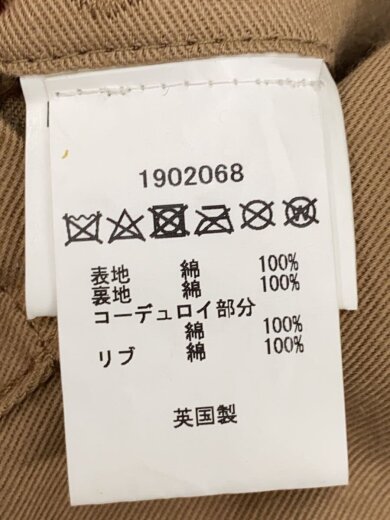 1902068
表地 綿 100%
裏地 綿 100%
コーデュロイ部分
綿 100%
リブ 綿 100%
英国製